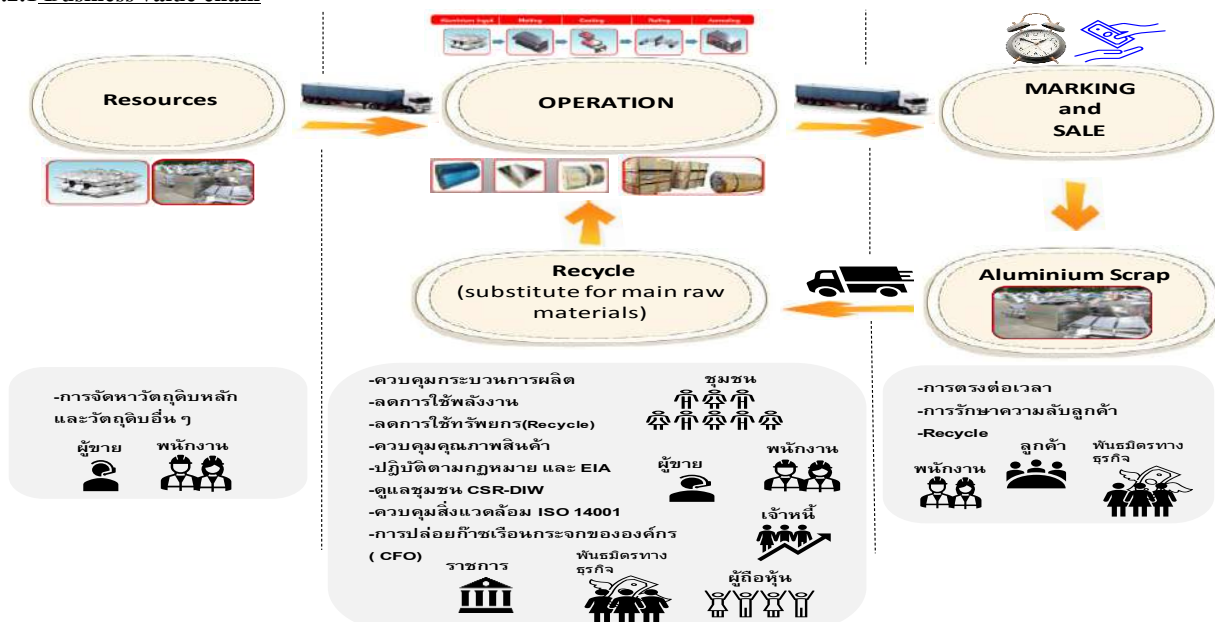 Business value chain
Aluminium Ingot
Melting
Casting
Rolling
Annealing
Resources
OPERATION
MARKING
and
SALE
Recycle
(substitute for main raw
materials)
Aluminium Scrap
-การจัดหาวัตถุดิบหลัก
และวัตถุดิบอื่น ๆ
ผู้ขาย
พนักงาน
-ควบคุมกระบวนการผลิต
-ลดการใช้พลังงาน
-ลดการใช้ทรัพยกร(Recycle)
-ควบคุมคุณภาพสินค้า
-ปฎิบัติตามกฎหมาย และ EIA
-ดูแลชุมชน CSR-DIW
-ควบคุมสิ่งแวดล้อม ISO 14001
-การปล่อยก๊าซเรือนกระจกขององค์กร
( CFO)
ชุมชน
ผู้ขาย
พนักงาน
เจ้าหนี้
ราชการ
พันธมิตรทาง
ธุรกิจ
ผู้ถือหุ้น
-การตรงต่อเวลา
-การรักษาความลับลูกค้า
-Recycle
พนักงาน
ลูกค้า
พันธมิตรทาง
ธุรกิจ